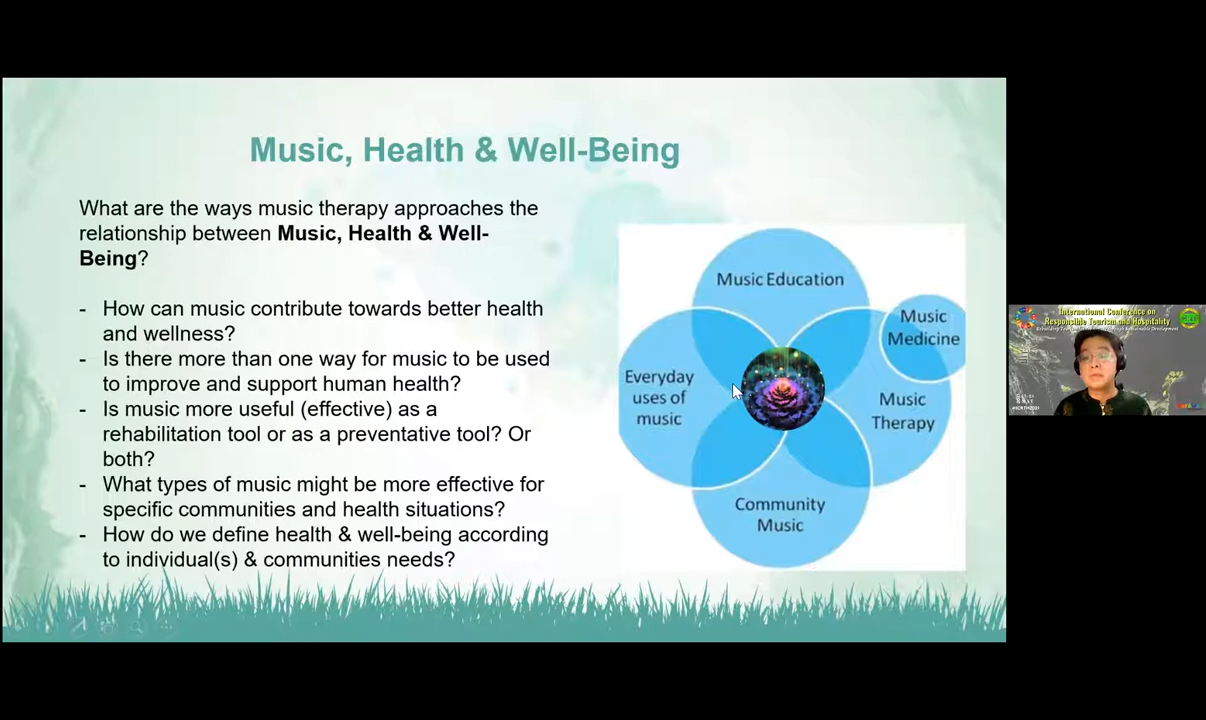 Music, Health & Well-Being
What are the ways music therapy approaches the
relationship between Music, Health & Well-
Being?
- How can music contribute towards better health
and wellness?
- Is there more than one way for music to be used
to improve and support human health?
- Is music more useful (effective) as a
rehabilitation tool or as a preventative tool? Or
both?
- What types of music might be more effective for
specific communities and health situations?
- How do we define health & well-being according
to individual(s) & communities needs?
Music Education
Music
Medicine
Everyday
uses of
music
Music
Therapy
Community
Music
International Conference on
Responsible Tourism and Hospitality